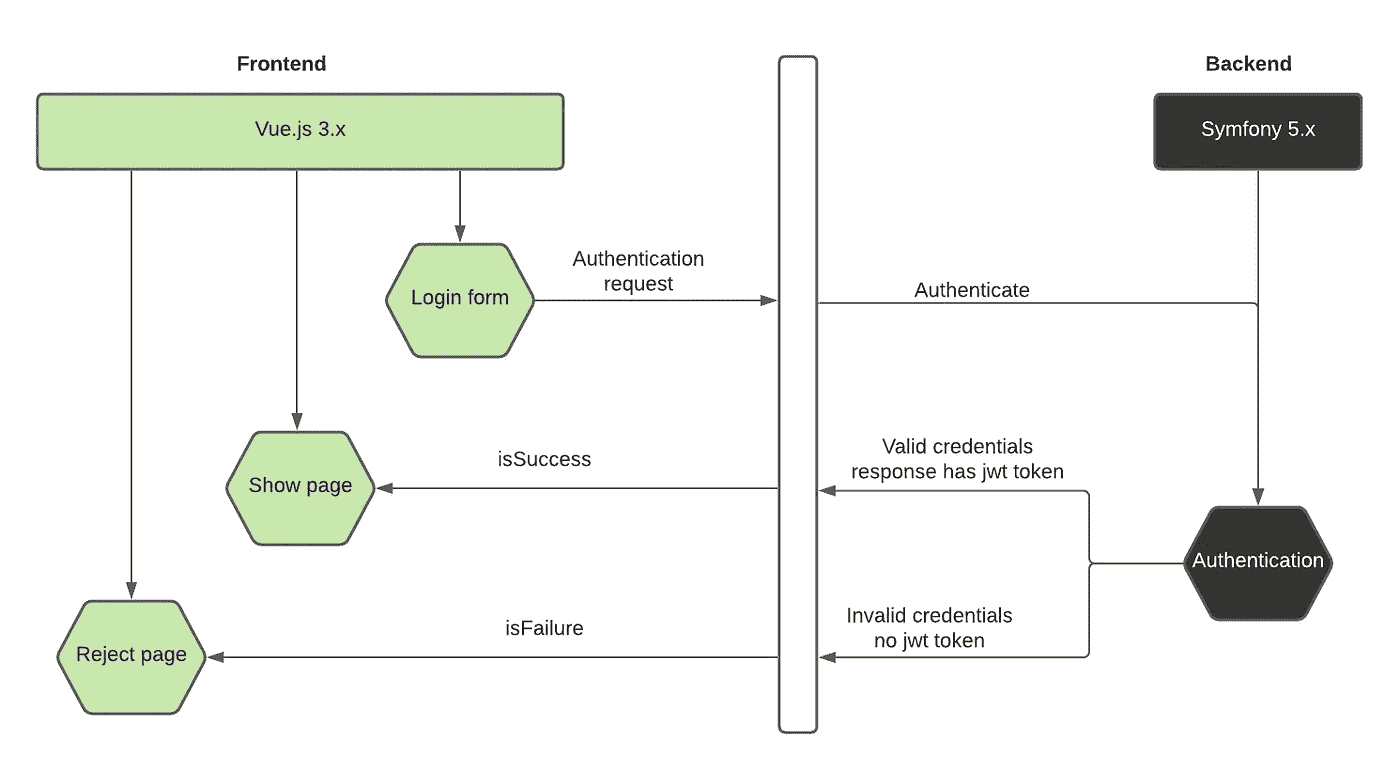 Frontend
Backend
Vue.js 3.x
Symfony 5.x
Authentication
request
Login form
Authenticate
Valid credentials
response has jwt token
isSuccess
Show page
Authentication
Invalid credentials
no jwt token
isFailure
Reject page